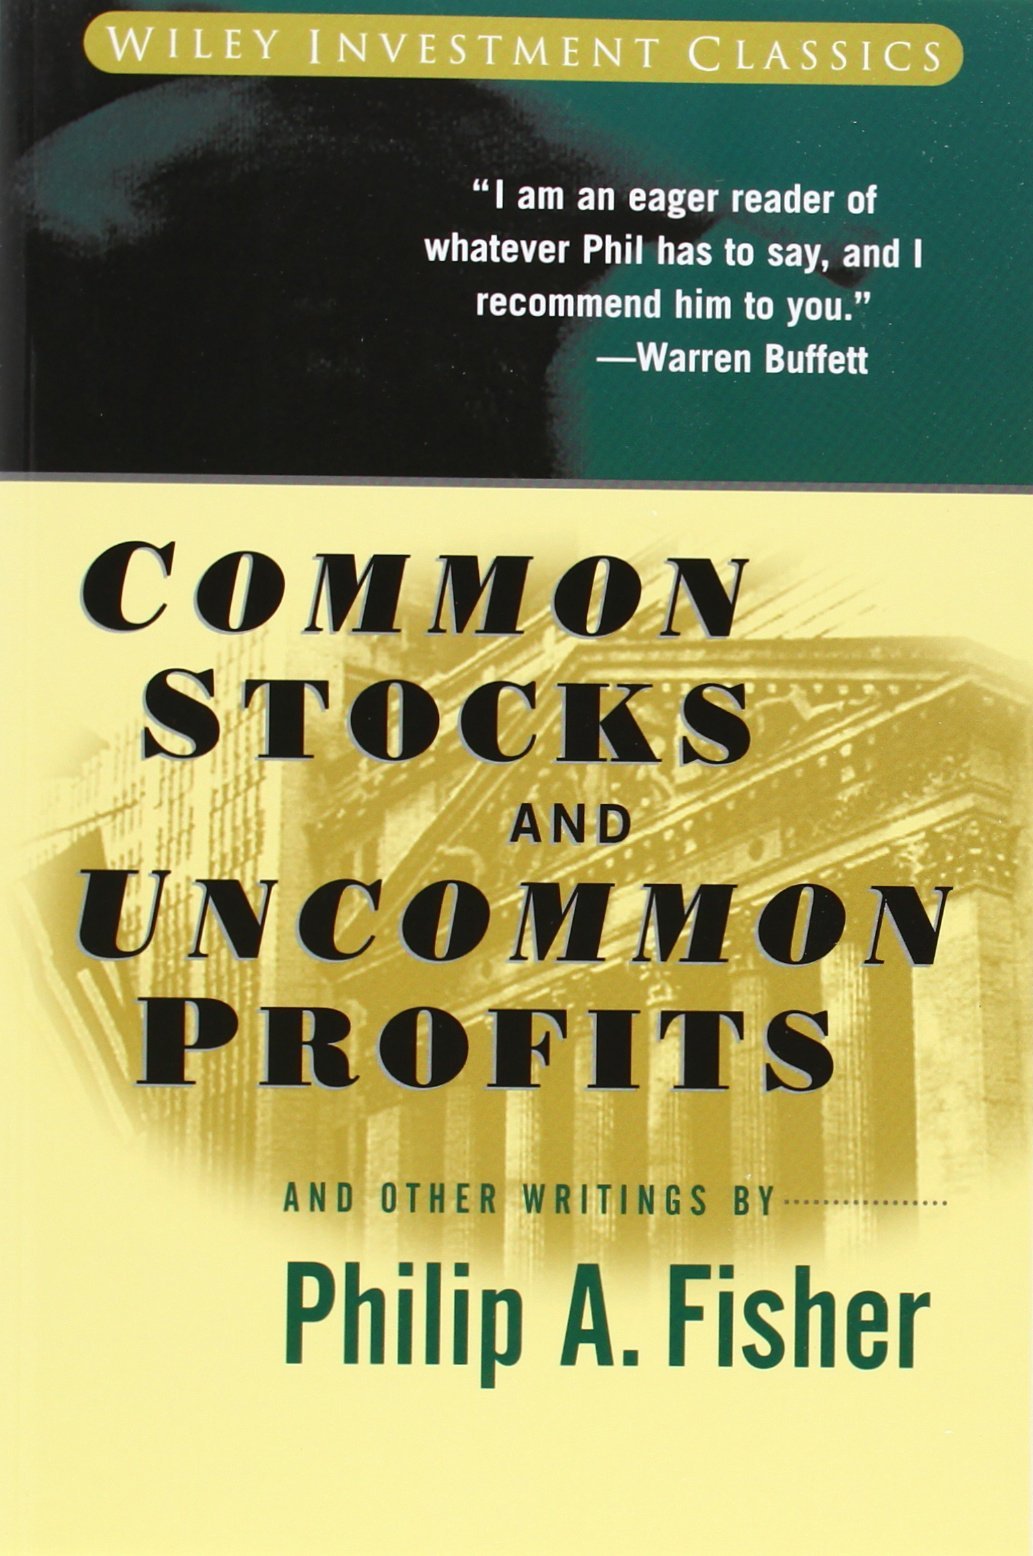 WILEY INVESTMENT CLASSICS
“I am an eager reader of
whatever Phil has to say, and I
recommend him to you.”
—Warren Buffett
COMMON
STOCKS
AND
UNCOMMON
PROFITS
AND OTHER WRITINGS BY
Philip A. Fisher